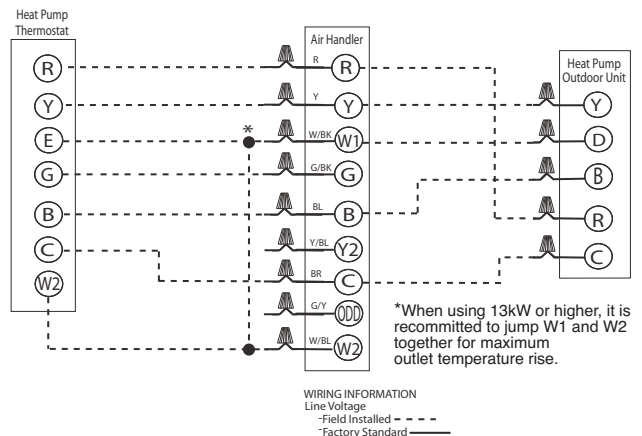 Heat Pump
Thermostat
Air Handler
Heat Pump
Outdoor Unit
R
R
R
Y
Y
Y
Y
*
E
W/BK
W1
D
G
G/BK
G
B
B
BL
B
Y/BL
Y2
R
C
BR
C
C
W2
G/Y
ODD
W/BL
W2
*When using 13kW or higher, it is
recommitted to jump W1 and W2
together for maximum
outlet temperature rise.
WIRING INFORMATION
Line Voltage
-Field Installed
-Factory Standard